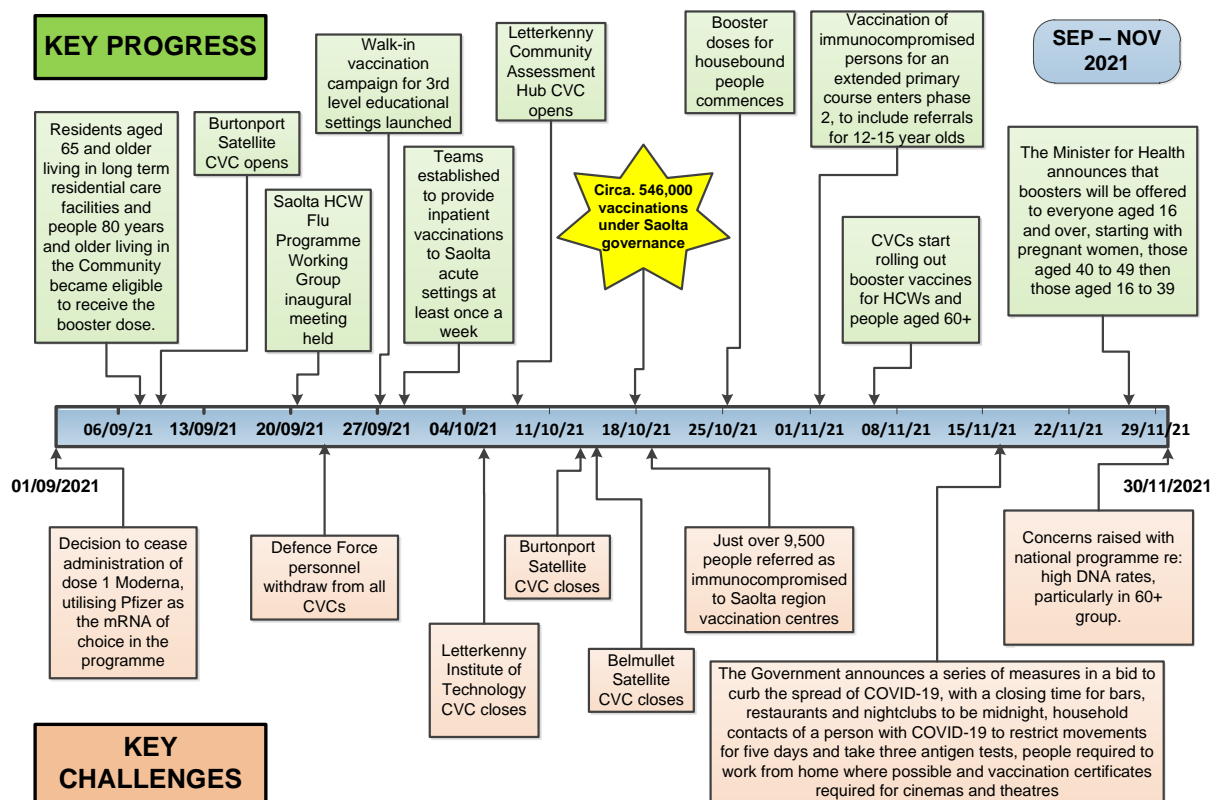 KEY PROGRESS
SEP – NOV
2021
Residents aged
65 and older
living in long term
residential care
facilities and
people 80 years
and older living in
the Community
became eligible
to receive the
booster dose.
Burtonport
Satellite
CVC opens
Saolta HCW
Flu
Programme
Working
Group
inaugural
meeting
held
Walk-in
vaccination
campaign for 3rd
level educational
settings launched
Teams
established
to provide
inpatient
vaccinations
to Saolta
acute
settings at
least once a
week
Letterkenny
Community
Assessment
Hub CVC
opens
Circa. 546,000
vaccinations
under Saolta
governance
Booster
doses for
housebound
people
commences
Vaccination of
immunocompromised
persons for an
extended primary
course enters phase
2, to include referrals
for 12-15 year olds
CVCs start
rolling out
booster vaccines
for HCWs and
people aged 60+
The Minister for Health
announces that
boosters will be offered
to everyone aged 16
and over, starting with
pregnant women, those
aged 40 to 49 then
those aged 16 to 39
06/09/21 13/09/21 20/09/21 27/09/21 04/10/21 11/10/21 18/10/21 25/10/21 01/11/21 08/11/21 15/11/21 22/11/21 29/11/21
01/09/2021
30/11/2021
Decision to cease
administration of
dose 1 Moderna,
utilising Pfizer as
the mRNA of
choice in the
programme
Defence Force
personnel
withdraw from all
CVCs
Letterkenny
Institute of
Technology
CVC closes
Burtonport
Satellite
CVC closes
Belmullet
Satellite
CVC closes
Just over 9,500
people referred as
immunocompromised
to Saolta region
vaccination centres
The Government announces a series of measures in a bid to
curb the spread of COVID-19, with a closing time for bars,
restaurants and nightclubs to be midnight, household
contacts of a person with COVID-19 to restrict movements
for five days and take three antigen tests, people required to
work from home where possible and vaccination certificates
required for cinemas and theatres
Concerns raised with
national programme re:
high DNA rates,
particularly in 60+
group.
KEY
CHALLENGES